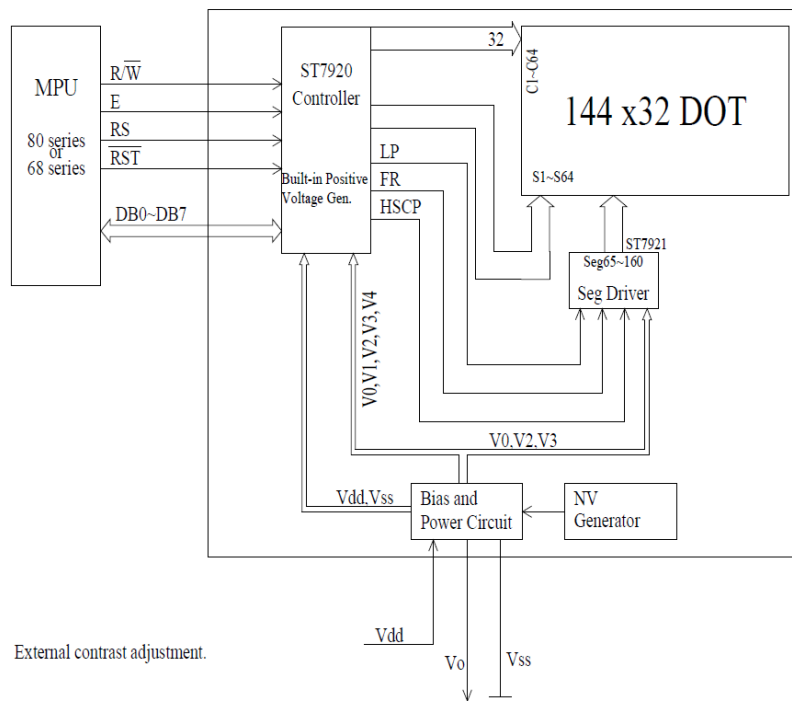 MPU
80 series
or
68 series
R/W̅
E
RS
R̅S̅T̅
DB0~DB7
ST7920
Controller
Built-in Positive
Voltage Gen.
32
C1~C64
144 x32 DOT
S1~S64
LP
FR
HSCP
ST7921
Seg65~160
Seg Driver
V0,V1,V2,V3,V4
V0,V2,V3
Vdd,Vss
Bias and
Power Circuit
NV
Generator
Vdd
Vo
Vss
External contrast adjustment.